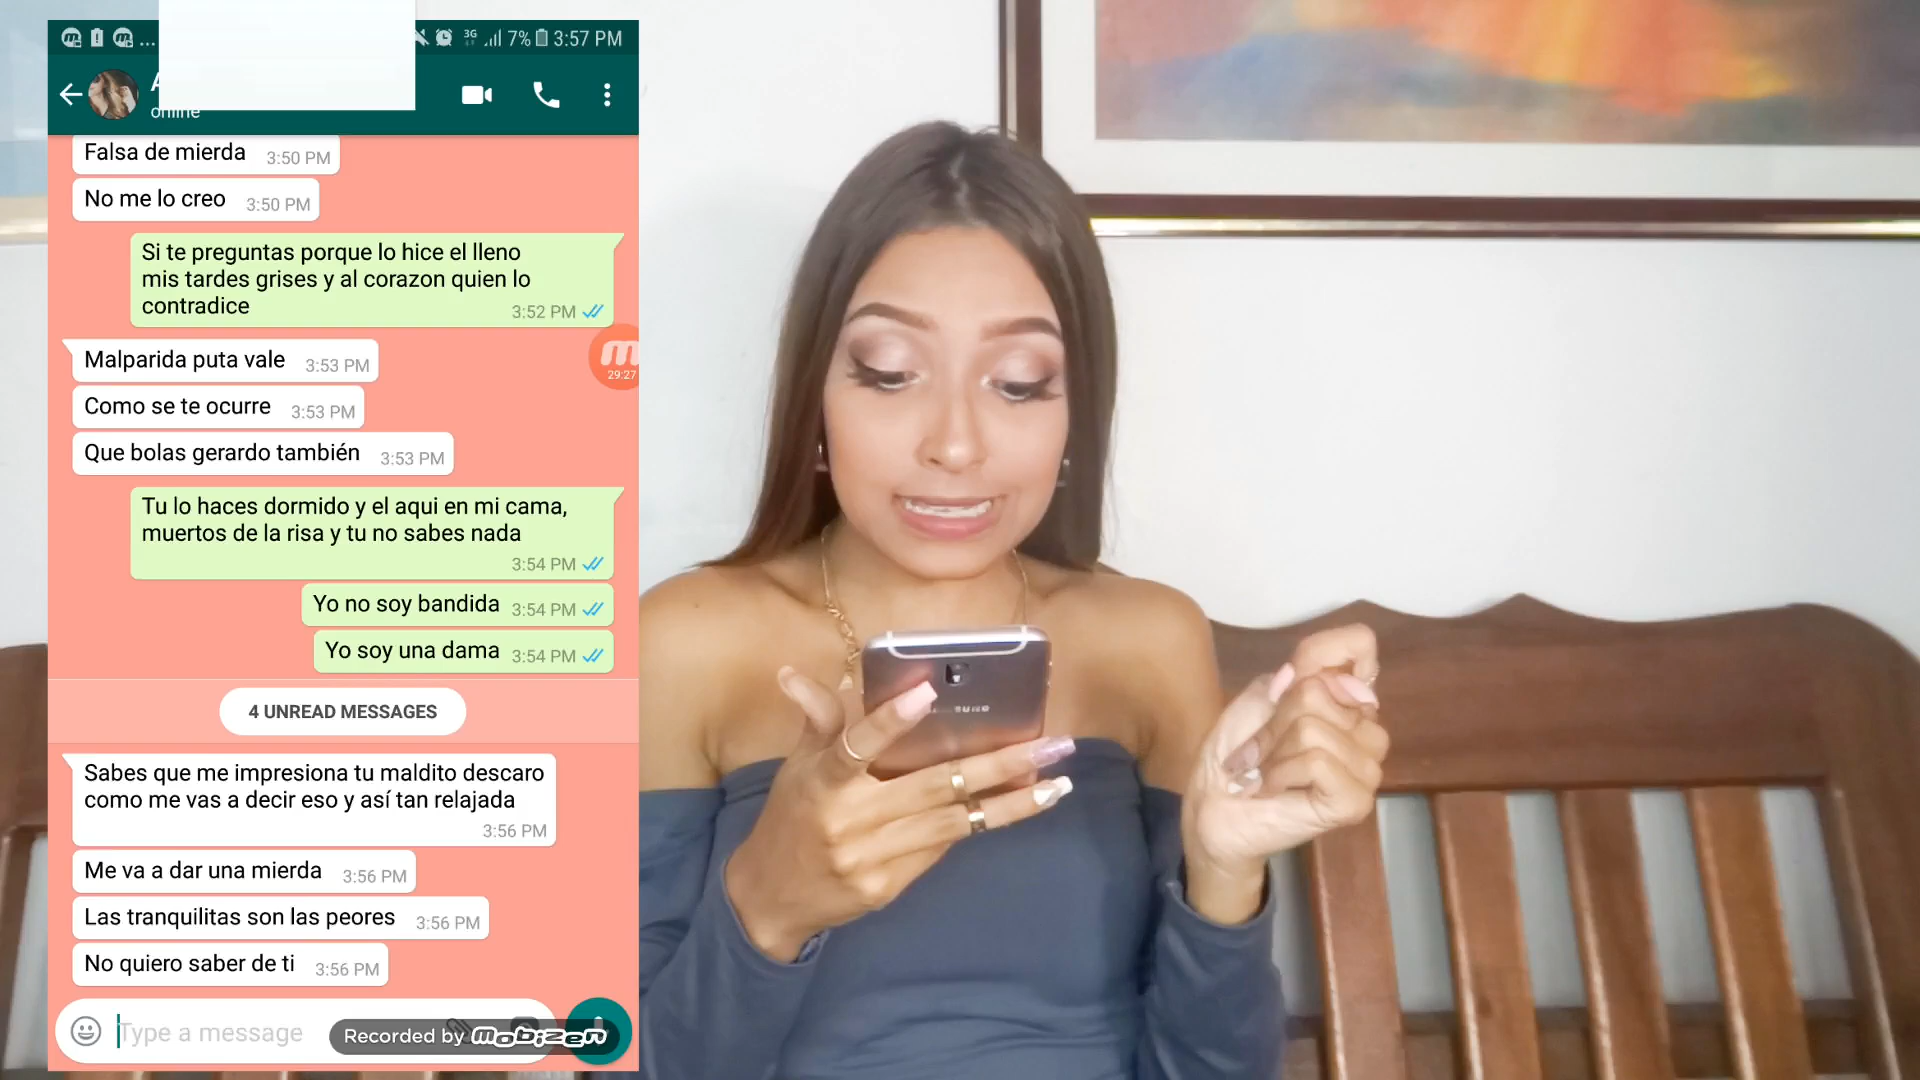 3G 7% 3:57 PM
A
online
Falsa de mierda 3:50 PM
No me lo creo 3:50 PM
Si te preguntas porque lo hice el lleno
mis tardes grises y al corazon quien lo
contradice 3:52 PM
29:27
Malparida puta vale 3:53 PM
Como se te ocurre 3:53 PM
Que bolas gerardo también 3:53 PM
Tu lo haces dormido y el aqui en mi cama,
muertos de la risa y tu no sabes nada
3:54 PM
Yo no soy bandida 3:54 PM
Yo soy una dama 3:54 PM
4 UNREAD MESSAGES
Sabes que me impresiona tu maldito descaro
como me vas a decir eso y así tan relajada
3:56 PM
Me va a dar una mierda 3:56 PM
Las tranquilitas son las peores 3:56 PM
No quiero saber de ti 3:56 PM
Type a message
Recorded by mobizen